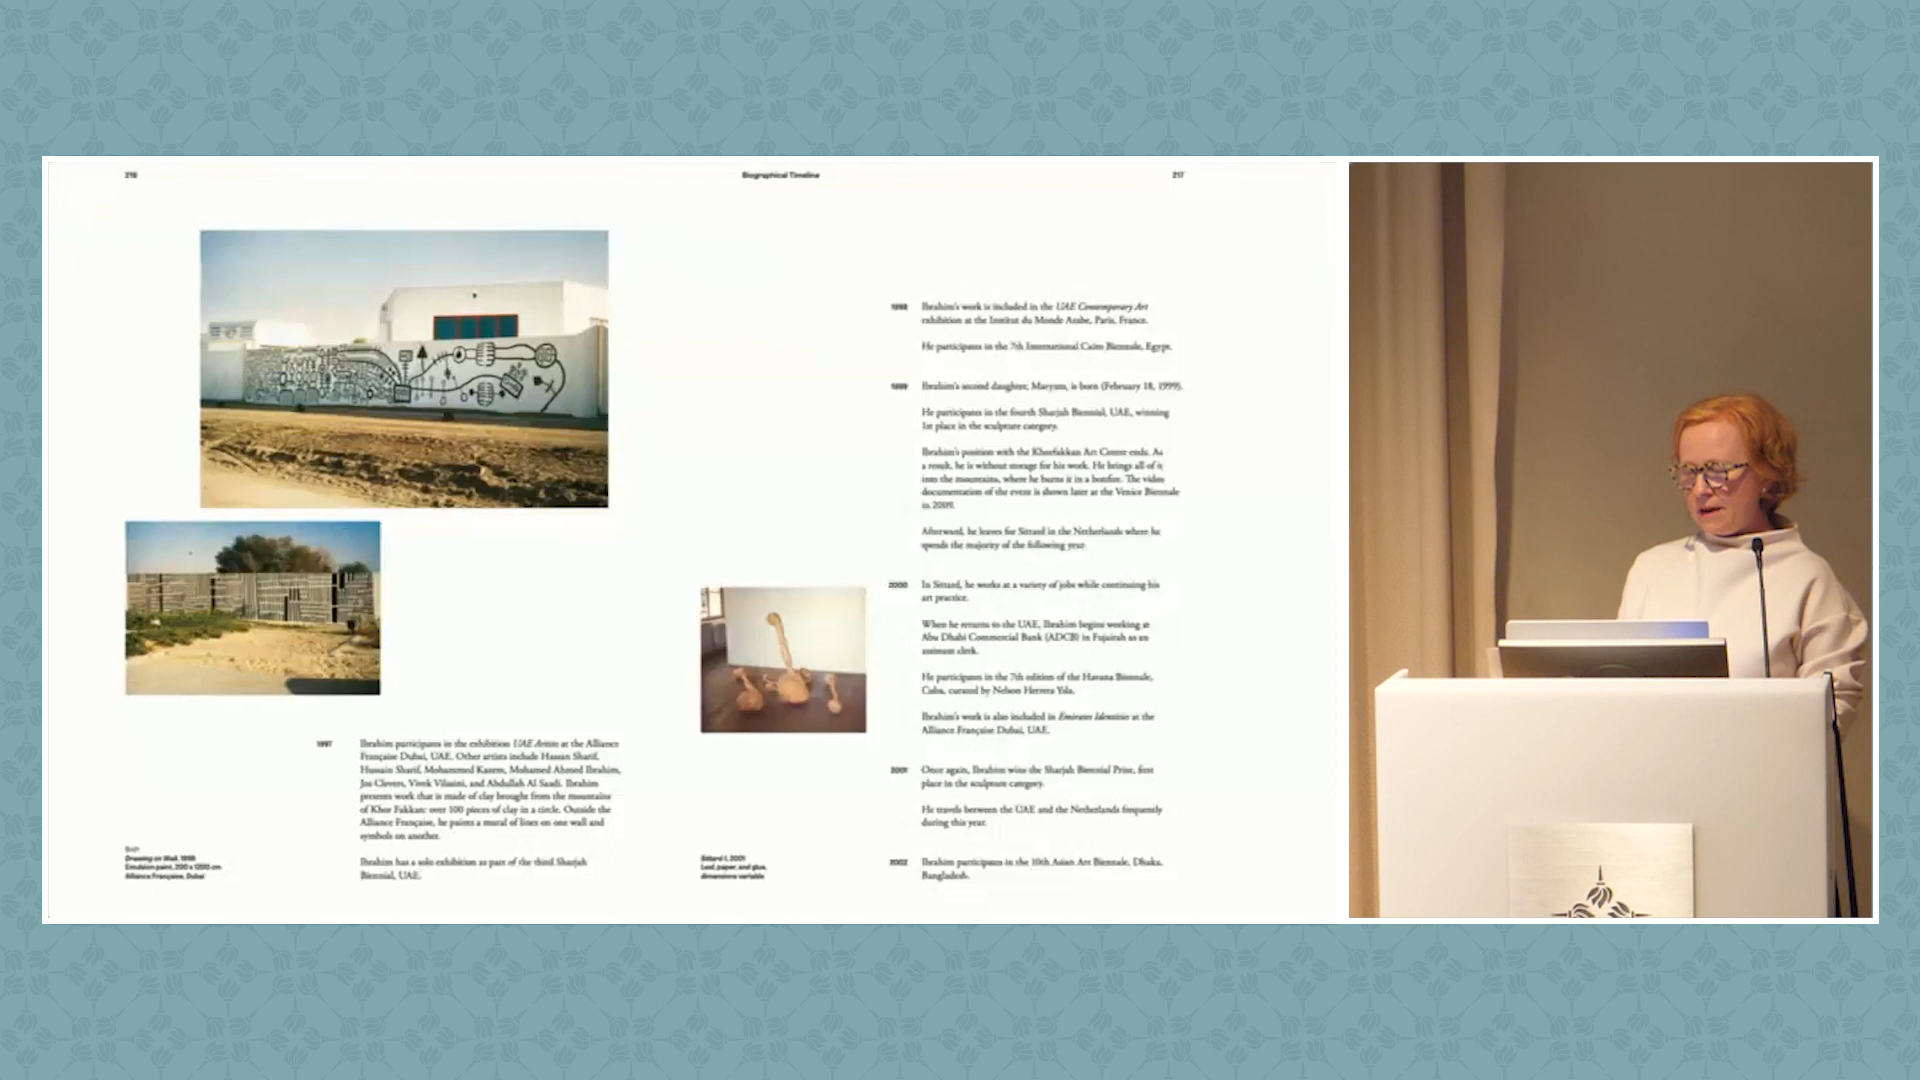 216
Biographical Timeline
217
1997
Ibrahim participates in the exhibition UAE Artists at the Alliance
Française Dubai, UAE. Other artists include Hassan Sharif,
Hussain Sharif, Mohammed Kazem, Mohamed Ahmed Ibrahim,
Jos Clevers, Vivek Vilasini, and Abdullah Al Saadi. Ibrahim
presents work that is made of clay brought from the mountains
of Khor Fakkan: over 100 pieces of clay in a circle. Outside the
Alliance Française, he paints a mural of lines on one wall and
symbols on another.
Ibrahim has a solo exhibition as part of the third Sharjah
Biennial, UAE.
Both
Drawing on Wall,
Emulsion paint, 200 x 1200 cm
Alliance Française, Dubai
Sittard I, 2001
Leaf, paper, and glue,
dimensions variable
1998
Ibrahim's work is included in the UAE Contemporary Art
exhibition at the Institut du Monde Arabe, Paris, France.
He participates in the 7th International Cairo Biennale, Egypt.
1999
Ibrahim's second daughter, Maryam, is born (February 18, 1999).
He participates in the fourth Sharjah Biennial, UAE, winning
1st place in the sculpture category.
Ibrahim's position with the Khorfakkan Art Centre ends. As
a result, he is without storage for his work. He brings all of it
into the mountains, where he burns it in a bonfire. The video
documentation of the event is shown later at the Venice Biennale
in 2009.
Afterward, he leaves for Sittard in the Netherlands where he
spends the majority of the following year.
2000
In Sittard, he works at a variety of jobs while continuing his
art practice.
When he returns to the UAE, Ibrahim begins working at
Abu Dhabi Commercial Bank (ADCB) in Fujairah as an
assistant clerk.
He participates in the 7th edition of the Havana Biennale,
Cuba, curated by Nelson Herrera Ysla.
Ibrahim's work is also included in Emirates Identities at the
Alliance Française Dubai, UAE.
2001
Once again, Ibrahim wins the Sharjah Biennial Prize, first
place in the sculpture category.
He travels between the UAE and the Netherlands frequently
during this year.
2002
Ibrahim participates in the 10th Asian Art Biennale, Dhaka,
Bangladesh.